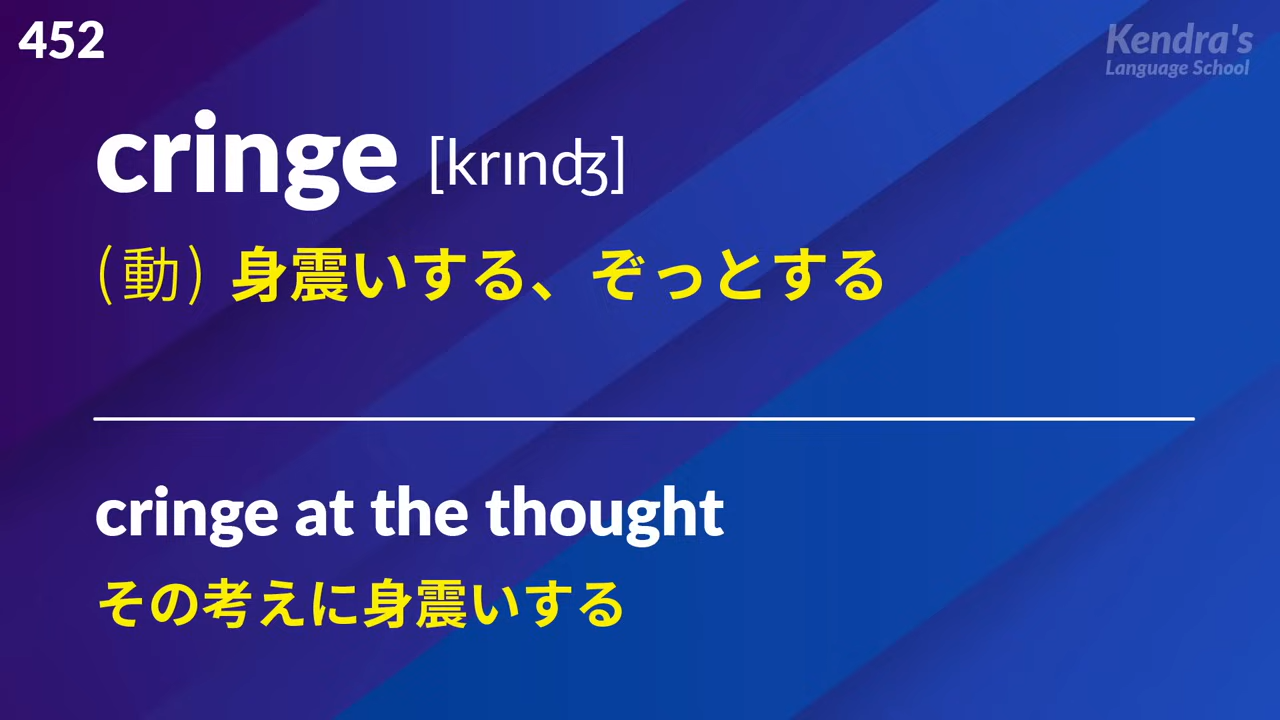 452
Kendra's
Language School
cringe [krɪnʤ]
(動) 身震いする、ぞっとする
cringe at the thought
その考えに身震いする